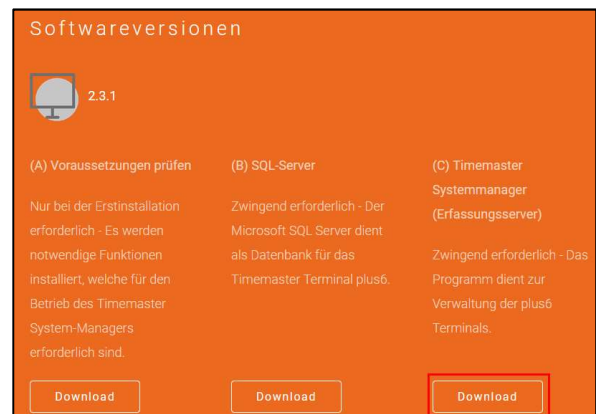 Softwareversionen
2.3.1
(A) Voraussetzungen prüfen
Nur bei der Erstinstallation
erforderlich - Es werden
notwendige Funktionen
installiert, welche für den
Betrieb des Timemaster
System-Managers
erforderlich sind.
Download
(B) SQL-Server
Zwingend erforderlich - Der
Microsoft SQL Server dient
als Datenbank für das
Timemaster Terminal plus6.
Download
(C) Timemaster
Systemmanager
(Erfassungsserver)
Zwingend erforderlich - Das
Programm dient zur
Verwaltung der plus6
Terminals.
Download